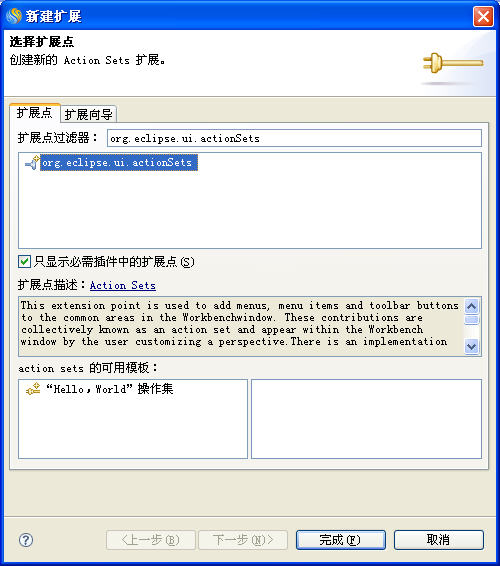 新建扩展
选择扩展点
创建新的 Action Sets 扩展。
扩展点 扩展向导
扩展点过滤器： org.eclipse.ui.actionSets
org.eclipse.ui.actionSets
只显示必需插件中的扩展点(S)
扩展点描述：Action Sets
This extension point is used to add menus, menu items and toolbar buttons
to the common areas in the Workbenchwindow. These contributions are
collectively known as an action set and appear within the Workbench
window by the user customizing a perspective.There is an implementation
action sets 的可用模板：
“Hello，World”操作集
<上一步(B) 下一步(N)> 完成(F) 取消